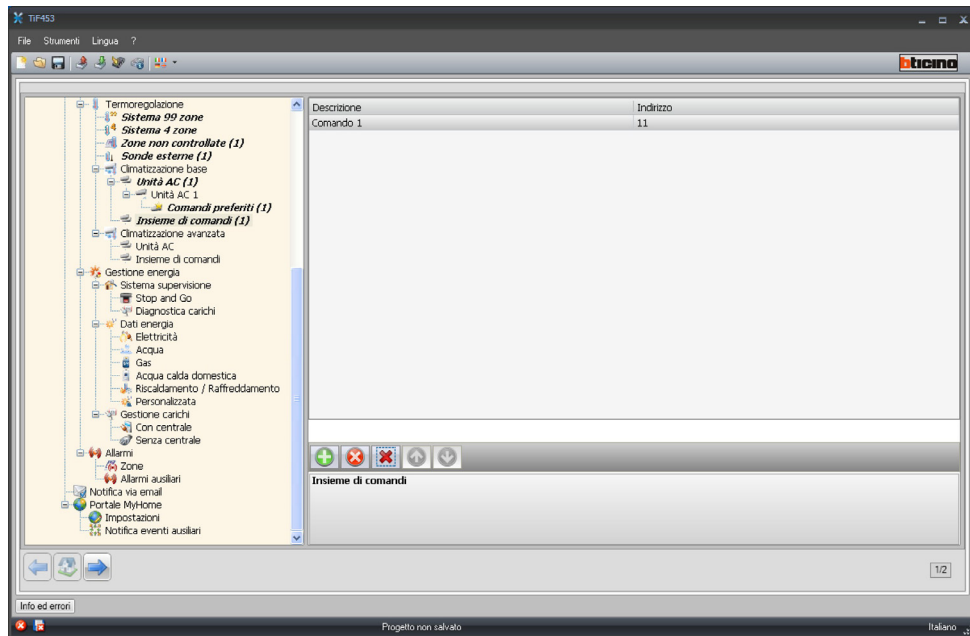 TiF453
File Strumenti Lingua ?
bticino
Termoregolazione
Sistema 99 zone
Sistema 4 zone
Zone non controllate (1)
Sonde esterne (1)
Climatizzazione base
Unità AC (1)
Unità AC 1
Comandi preferiti (1)
Insieme di comandi (1)
Climatizzazione avanzata
Unità AC
Insieme di comandi
Gestione energia
Sistema supervisione
Stop and Go
Diagnostica carichi
Dati energia
Elettricità
Acqua
Gas
Acqua calda domestica
Riscaldamento / Raffreddamento
Personalizzata
Gestione carichi
Con centrale
Senza centrale
Allarmi
Zone
Allarmi ausiliari
Notifica via email
Portale MyHome
Impostazioni
Notifica eventi ausiliari
Descrizione Indirizzo
Comando 1 11
Insieme di comandi
1/2
Info ed errori
Progetto non salvato Italiano